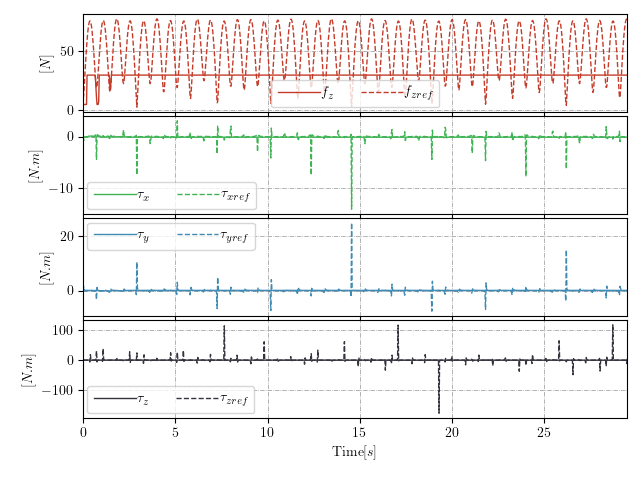 50
0
[N]
f_z f_zref
0
−10
[N.m]
τ_x τ_xref
τ_y τ_yref
20
0
[N.m]
100
0
−100
[N.m]
τ_z τ_zref
0 5 10 15 20 25
Time[s]